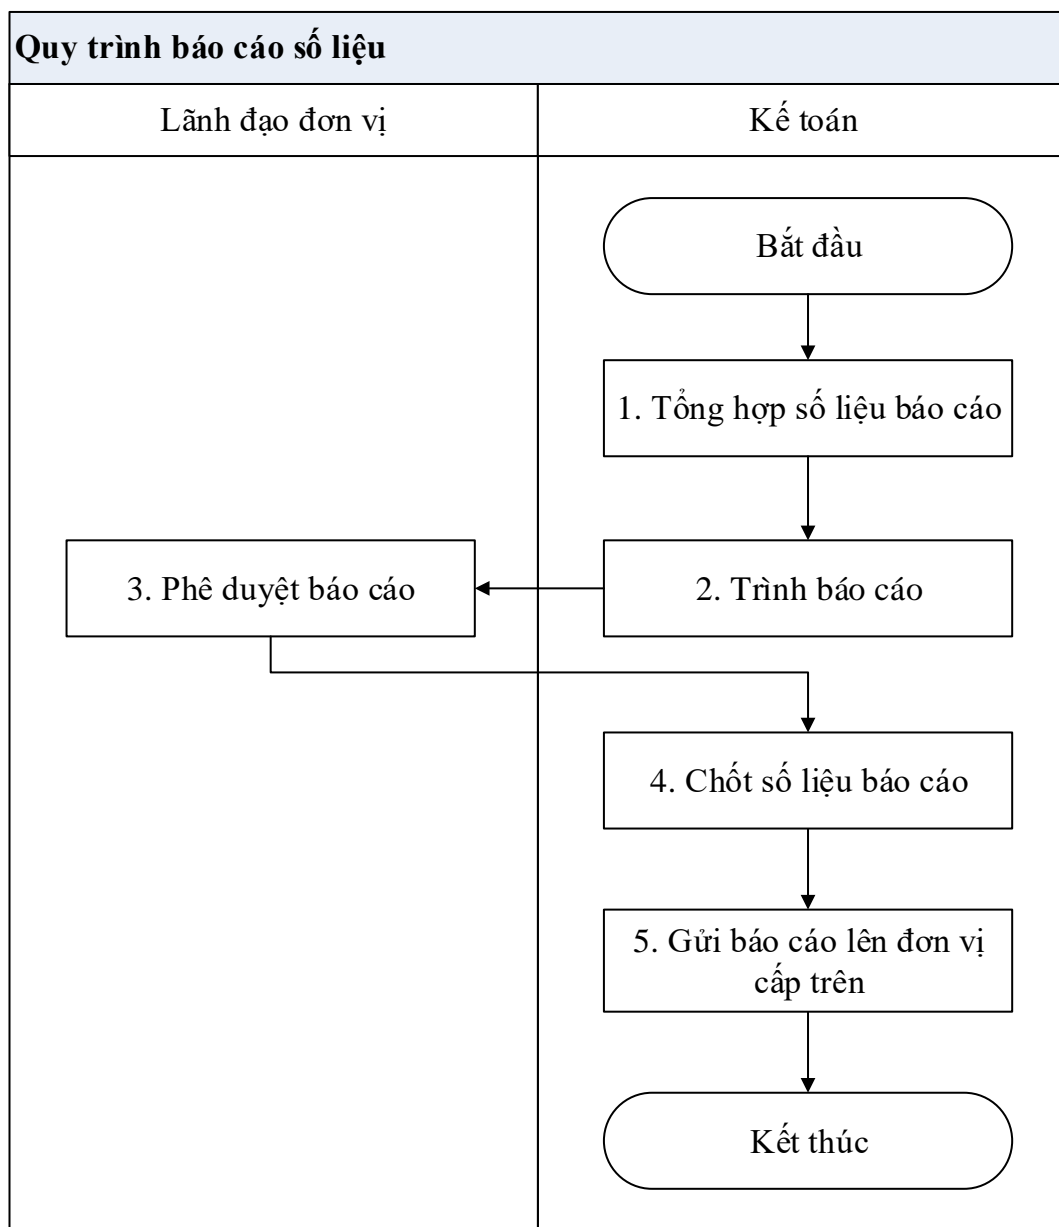 Quy trình báo cáo số liệu
Lãnh đạo đơn vị
Kế toán
Bắt đầu
1. Tổng hợp số liệu báo cáo
2. Trình báo cáo
3. Phê duyệt báo cáo
4. Chốt số liệu báo cáo
5. Gửi báo cáo lên đơn vị
cấp trên
Kết thúc